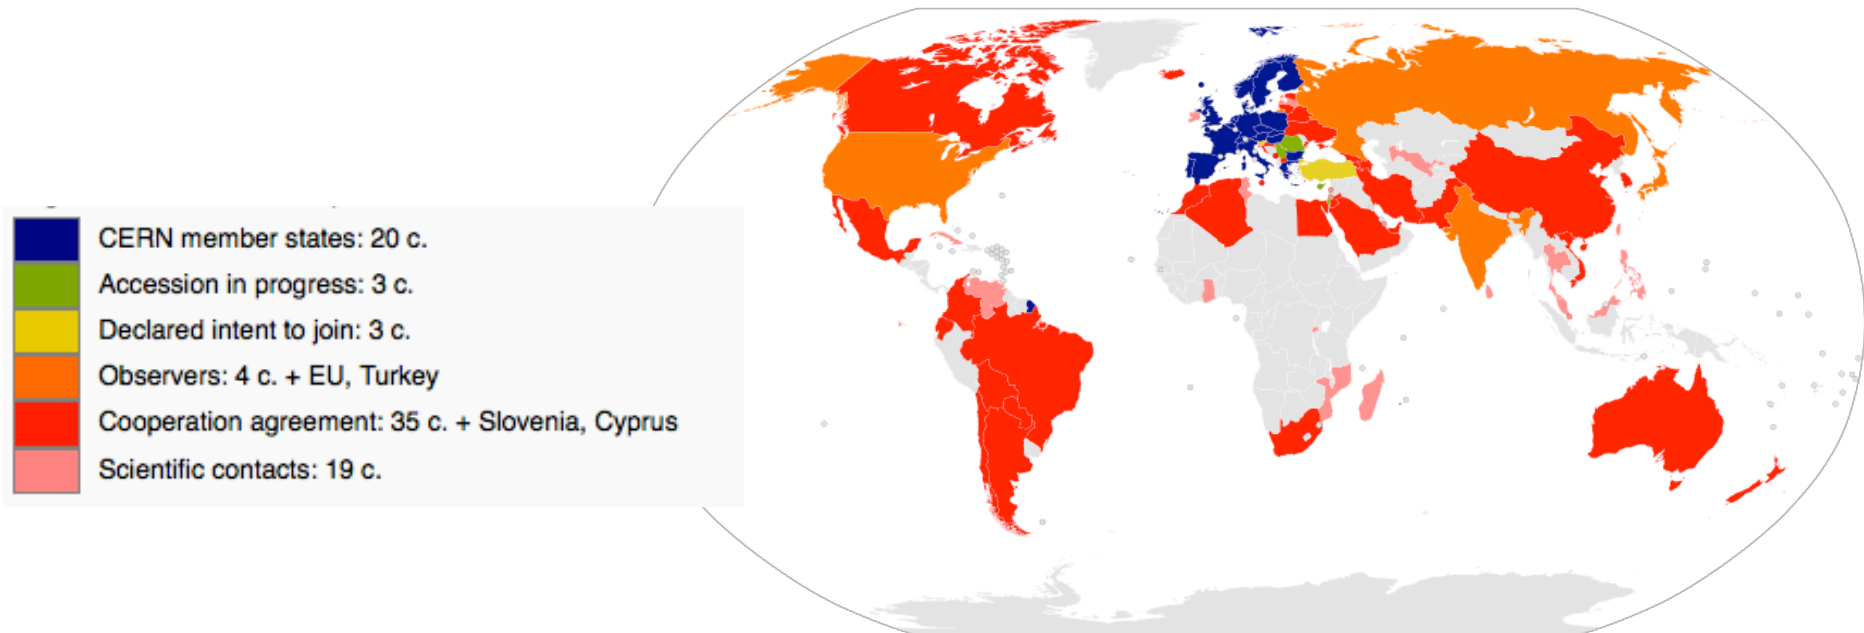 CERN member states: 20 c.
Accession in progress: 3 c.
Declared intent to join: 3 c.
Observers: 4 c. + EU, Turkey
Cooperation agreement: 35 c. + Slovenia, Cyprus
Scientific contacts: 19 c.